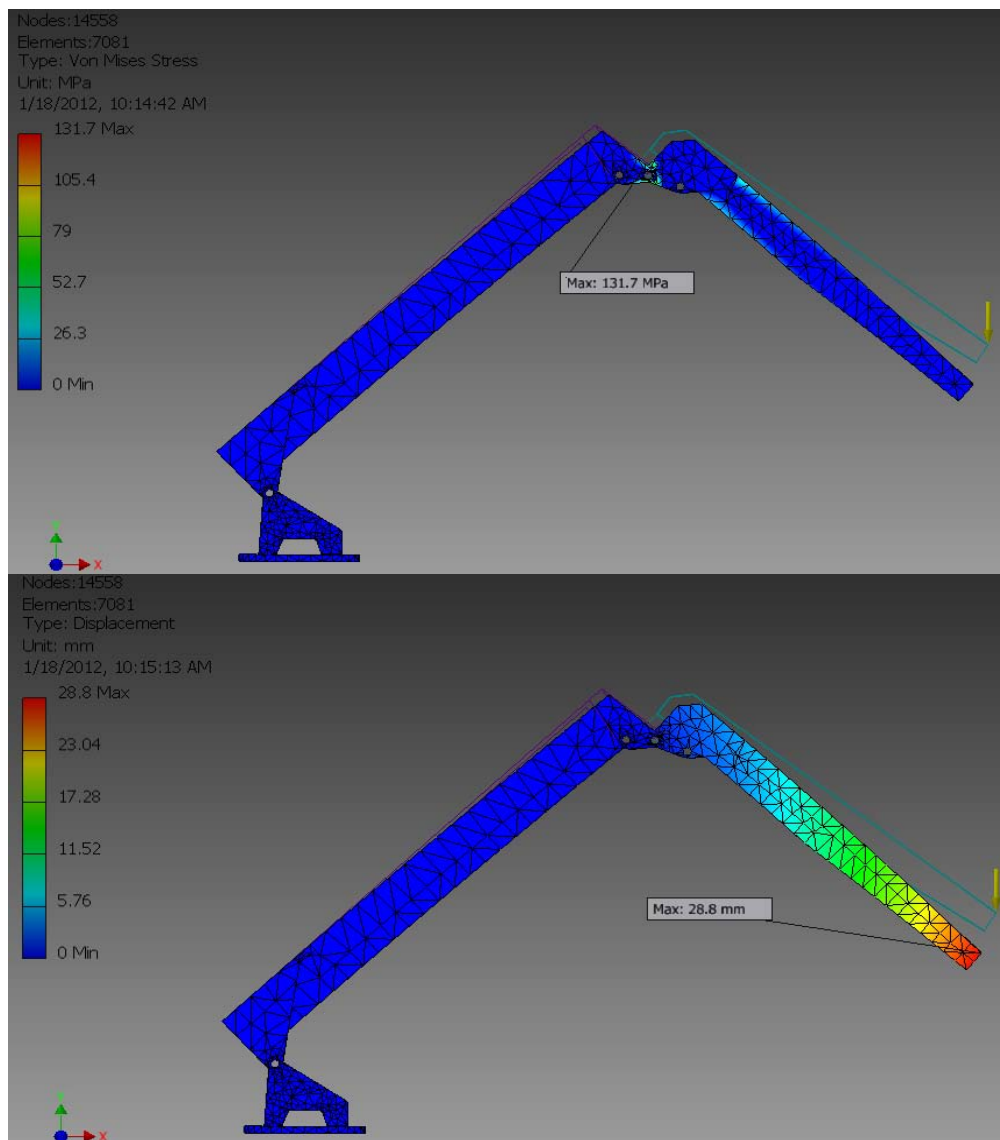 Nodes:14558
Elements:7081
Type: Von Mises Stress
Unit: MPa
1/18/2012, 10:14:42 AM
131.7 Max
105.4
79
52.7
26.3
0 Min
Max: 131.7 MPa
X
Nodes:14558
Elements:7081
Type: Displacement
Unit: mm
1/18/2012, 10:15:13 AM
28.8 Max
23.04
17.28
11.52
5.76
0 Min
Max: 28.8 mm
X